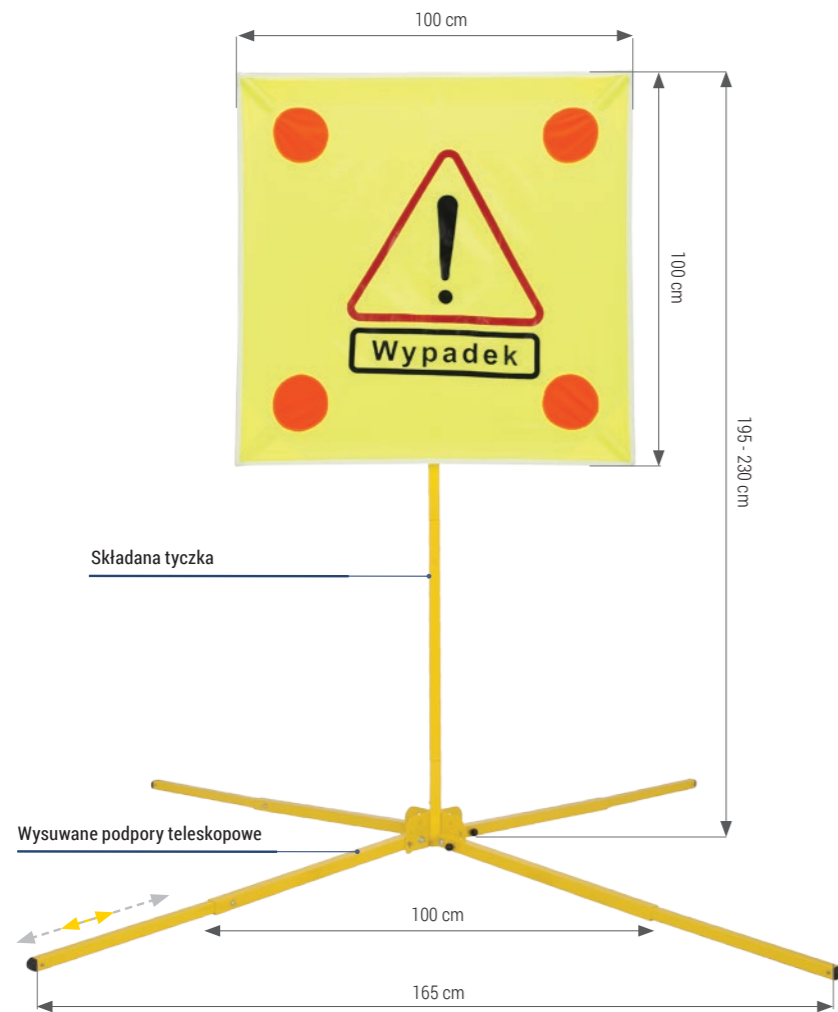 100 cm
100 cm
195 - 230 cm
!
Wypadek
Składana tyczka
Wysuwane podpory teleskopowe
100 cm
165 cm